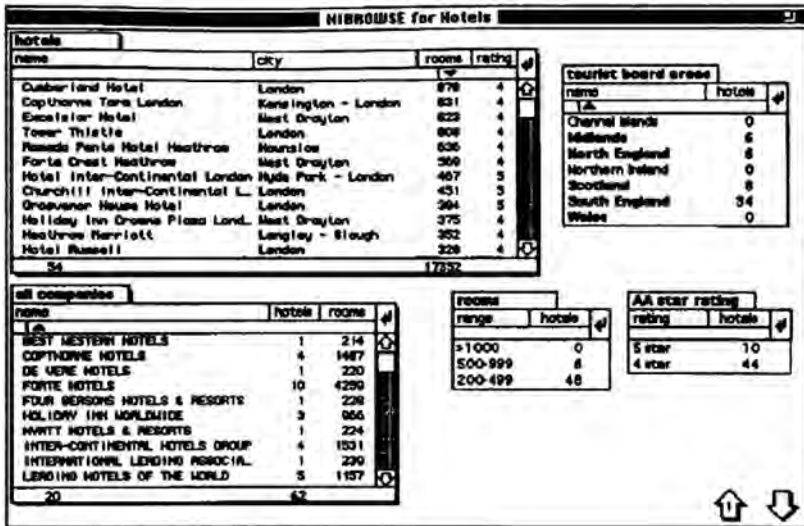 HIBROWSE for Hotels
hotels
name city rooms rating
Cumberland Hotel London 4
Copthorne Tara London Kensington - London 831 4
Excelsior Hotel West Drayton 823 4
Tower Thistle London 808 4
Ramada Penta Hotel Heathrow Hounslow 636 4
Forte Crest Heathrow West Drayton 569 4
Hotel Inter-Continental London Hyde Park - London 467 5
Churchill Inter-Continental L... London 451 5
Grosvenor House Hotel London 394 5
Holiday Inn Crowne Plaza Lond... West Drayton 375 4
Heathrow Marriott Langley - Slough 352 4
Hotel Russell London 328 4
54 17352
tourist board areas
name hotels
Channel Islands 0
Midlands 6
North England 6
Northern Ireland 0
Scotland 8
South England 34
Wales 0
all companies
name hotels rooms
BEST WESTERN HOTELS 1 214
COPTHORNE HOTELS 4 1487
DE VERE HOTELS 1 220
FORTE HOTELS 10 4259
FOUR SEASONS HOTELS & RESORTS 1 228
HOLIDAY INN WORLDWIDE 3 966
HYATT HOTELS & RESORTS 1 224
INTER-CONTINENTAL HOTELS GROUP 4 1531
INTERNATIONAL LEADING ASSOCIA... 1 239
LEADING HOTELS OF THE WORLD 5 1157
20 62
rooms
range hotels
>1000 0
500-999 6
200-499 48
AA star rating
rating hotels
5 star 10
4 star 44